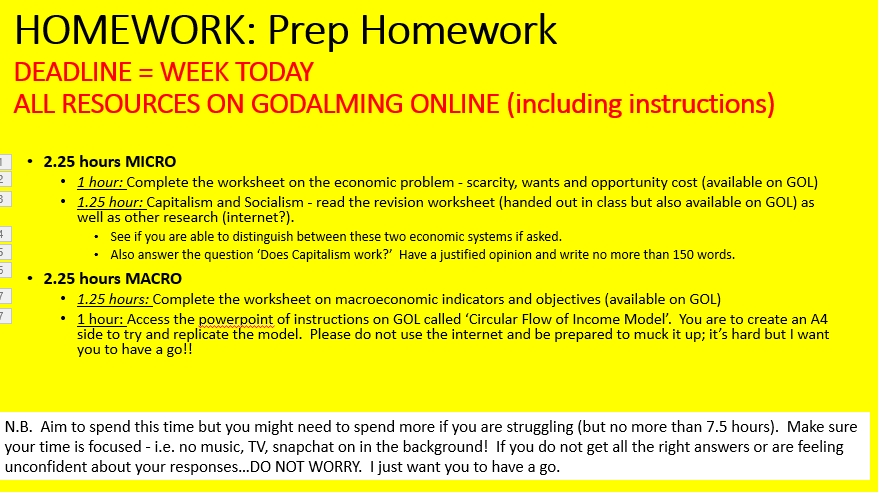 HOMEWORK: Prep Homework
DEADLINE = WEEK TODAY
ALL RESOURCES ON GODALMING ONLINE (including instructions)
1
• 2.25 hours MICRO
2
• 1 hour: Complete the worksheet on the economic problem - scarcity, wants and opportunity cost (available on GOL)
3
• 1.25 hour: Capitalism and Socialism - read the revision worksheet (handed out in class but also available on GOL) as
well as other research (internet?).
4
• See if you are able to distinguish between these two economic systems if asked.
5
• Also answer the question ‘Does Capitalism work?’ Have a justified opinion and write no more than 150 words.
6
• 2.25 hours MACRO
7
• 1.25 hours: Complete the worksheet on macroeconomic indicators and objectives (available on GOL)
7
• 1 hour: Access the powerpoint of instructions on GOL called ‘Circular Flow of Income Model’. You are to create an A4
side to try and replicate the model. Please do not use the internet and be prepared to muck it up; it’s hard but I want
you to have a go!!
N.B. Aim to spend this time but you might need to spend more if you are struggling (but no more than 7.5 hours). Make sure
your time is focused - i.e. no music, TV, snapchat on in the background! If you do not get all the right answers or are feeling
unconfident about your responses…DO NOT WORRY. I just want you to have a go.